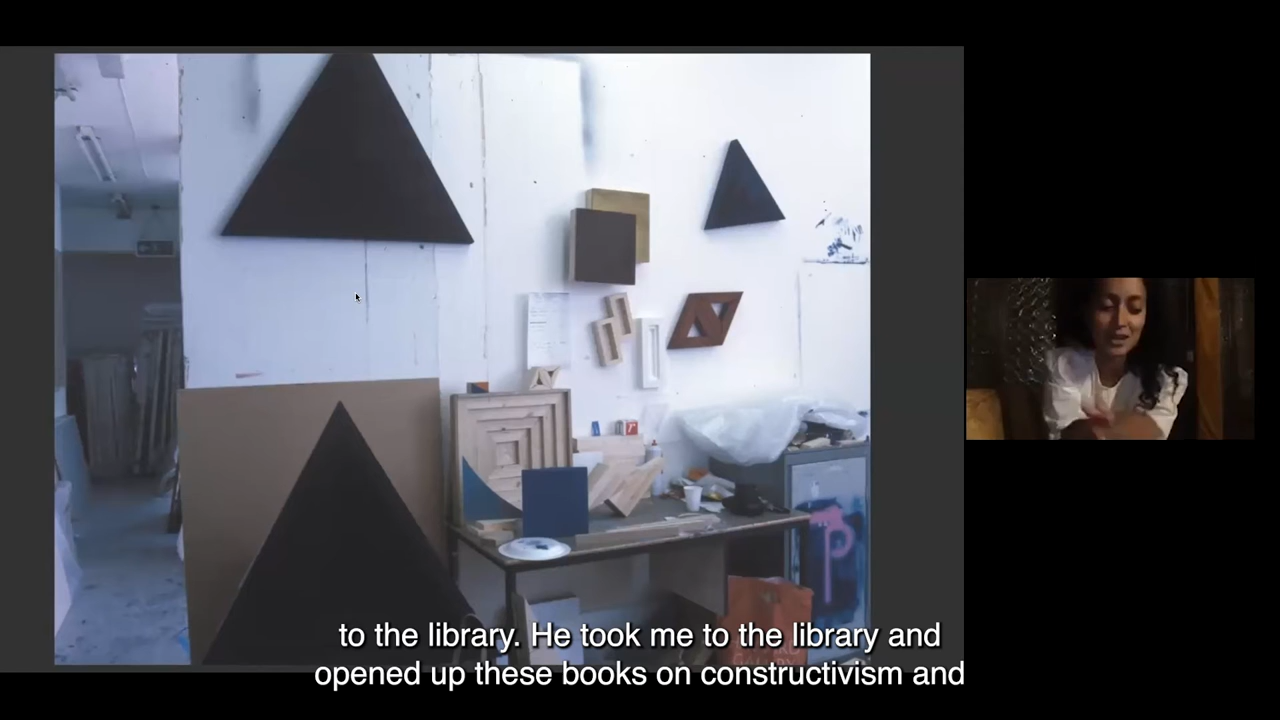 to the library. He took me to the library and
opened up these books on constructivism and